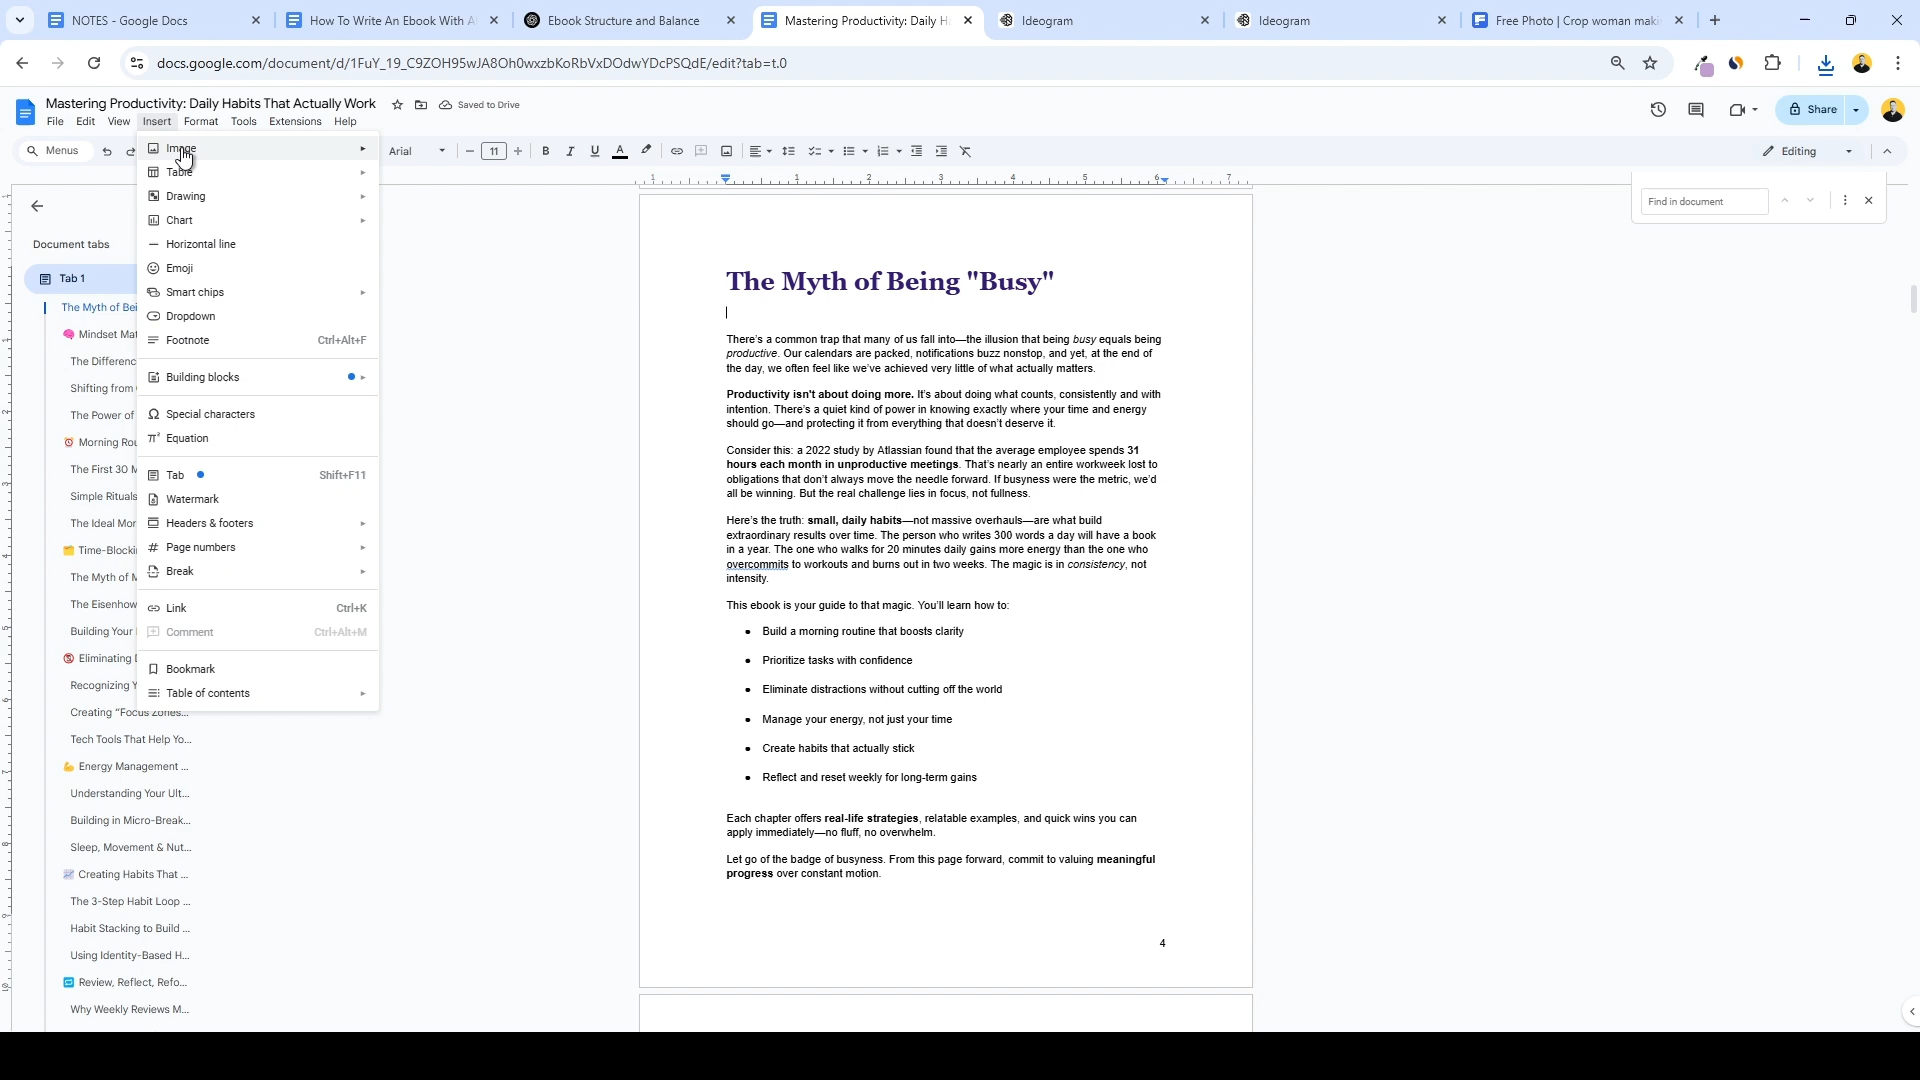 NOTES - Google Docs
How To Write An Ebook With A
Ebook Structure and Balance
Mastering Productivity: Daily H
Ideogram
Ideogram
Free Photo | Crop woman maki
docs.google.com/document/d/1FuY_19_C9ZOH95wJA8Oh0wxzbKoRbVxDOdwYDcPSQdE/edit?tab=t.0
Mastering Productivity: Daily Habits That Actually Work
Saved to Drive
File Edit View Insert Format Tools Extensions Help
Share
Menus
Arial
11
Editing
Find in document
Image
Table
Drawing
Chart
Horizontal line
Emoji
Smart chips
Dropdown
Footnote Ctrl+Alt+F
Building blocks
Special characters
Equation
Tab Shift+F11
Watermark
Headers & footers
Page numbers
Break
Link Ctrl+K
Comment Ctrl+Alt+M
Bookmark
Table of contents
Document tabs
Tab 1
The Myth of Bei
Mindset Mat
The Differenc
Shifting from
The Power of
Morning Rou
The First 30 M
Simple Rituals
The Ideal Mor
Time-Blocki
The Myth of M
The Eisenhow
Building Your
Eliminating
Recognizing Y
Creating “Focus Zones...
Tech Tools That Help Yo...
Energy Management ...
Understanding Your Ult...
Building in Micro-Break...
Sleep, Movement & Nut...
Creating Habits That ...
The 3-Step Habit Loop ...
Habit Stacking to Build ...
Using Identity-Based H...
Review, Reflect, Refo...
Why Weekly Reviews M...
1 1 2 3 4 5 6 7
The Myth of Being "Busy"
There’s a common trap that many of us fall into—the illusion that being busy equals being
productive. Our calendars are packed, notifications buzz nonstop, and yet, at the end of
the day, we often feel like we’ve achieved very little of what actually matters.
Productivity isn't about doing more. It’s about doing what counts, consistently and with
intention. There’s a quiet kind of power in knowing exactly where your time and energy
should go—and protecting it from everything that doesn’t deserve it.
Consider this: a 2022 study by Atlassian found that the average employee spends 31
hours each month in unproductive meetings. That’s nearly an entire workweek lost to
obligations that don’t always move the needle forward. If busyness were the metric, we’d
all be winning. But the real challenge lies in focus, not fullness.
Here’s the truth: small, daily habits—not massive overhauls—are what build
extraordinary results over time. The person who writes 300 words a day will have a book
in a year. The one who walks for 20 minutes daily gains more energy than the one who
overcommits to workouts and burns out in two weeks. The magic is in consistency, not
intensity.
This ebook is your guide to that magic. You’ll learn how to:
● Build a morning routine that boosts clarity
● Prioritize tasks with confidence
● Eliminate distractions without cutting off the world
● Manage your energy, not just your time
● Create habits that actually stick
● Reflect and reset weekly for long-term gains
Each chapter offers real-life strategies, relatable examples, and quick wins you can
apply immediately—no fluff, no overwhelm.
Let go of the badge of busyness. From this page forward, commit to valuing meaningful
progress over constant motion.
4